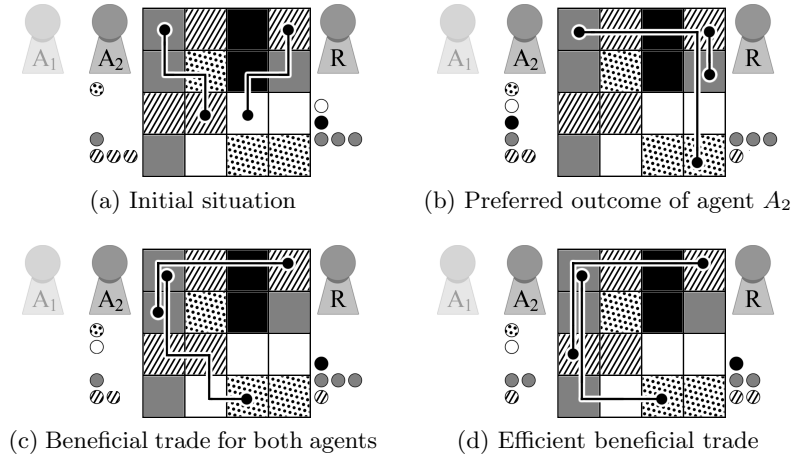 A1 A2 R
A1 A2 R
(a) Initial situation
(b) Preferred outcome of agent A2
A1 A2 R
A1 A2 R
(c) Beneficial trade for both agents
(d) Efficient beneficial trade